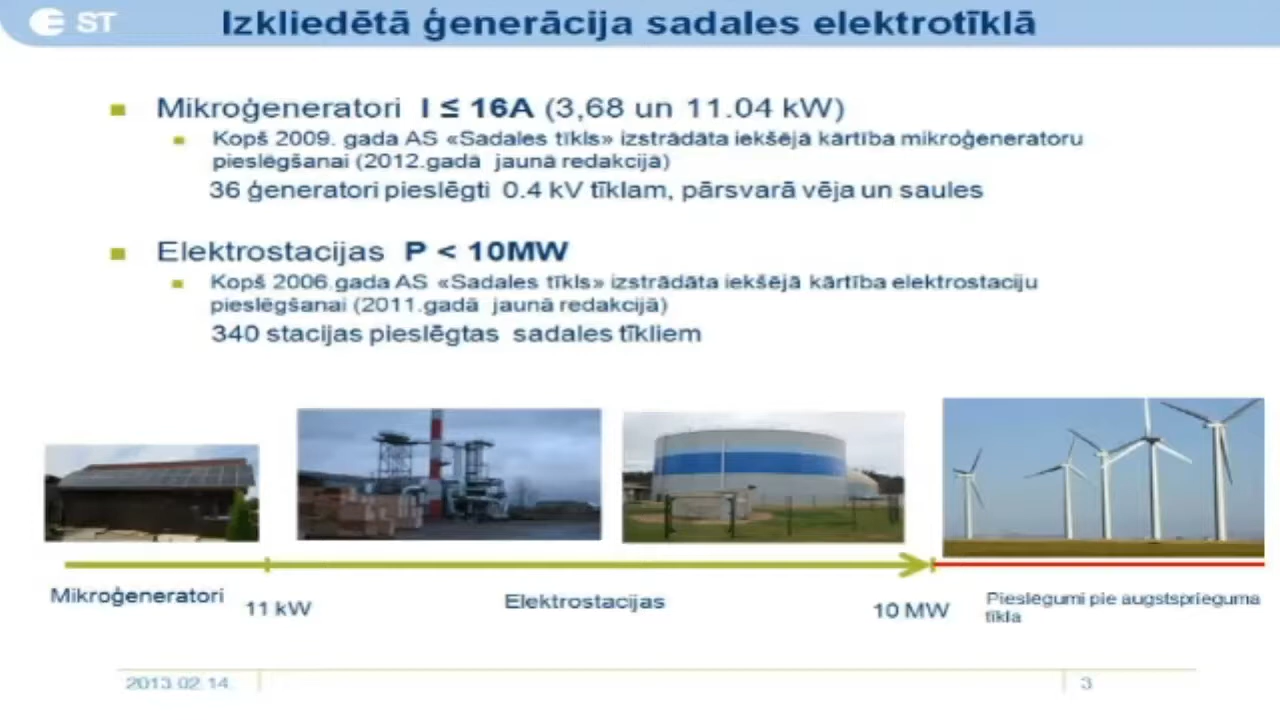 ST
Izkliedētā ģenerācija sadales elektrotīklā
Mikroģeneratori I ≤ 16A (3,68 un 11.04 kW)
Kopš 2009. gada AS «Sadales tīkls» izstrādāta iekšējā kārtība mikroģeneratoru
pieslēgšanai (2012.gadā jaunā redakcijā)
36 ģeneratori pieslēgti 0.4 kV tīklam, pārsvarā vēja un saules
Elektrostacijas P < 10MW
Kopš 2006.gada AS «Sadales tīkls» izstrādāta iekšējā kārtība elektrostaciju
pieslēgšanai (2011.gadā jaunā redakcijā)
340 stacijas pieslēgtas sadales tīkliem
Mikroģeneratori
11 kW
Elektrostacijas
10 MW
Pieslēgumi pie augstsprieguma
tīkla
2013.02.14.
3